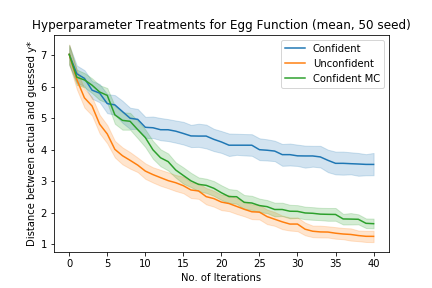 Hyperparameter Treatments for Egg Function (mean, 50 seed)
Distance between actual and guessed y*
7
6
5
4
3
2
1
Confident
Unconfident
Confident MC
0 5 10 15 20 25 30 35 40
No. of Iterations